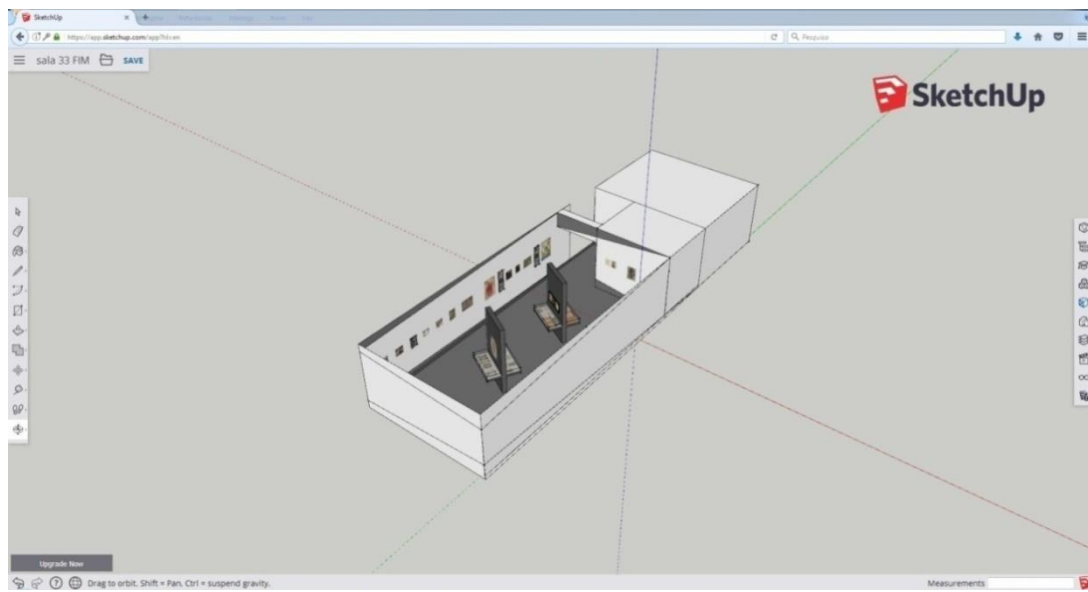 SketchUp
https://app.sketchup.com/app?hl=en
Pesquisa
sala 33 FIM SAVE
SketchUp
Upgrade Now
Drag to orbit. Shift = Pan, Ctrl = suspend gravity.
Measurements